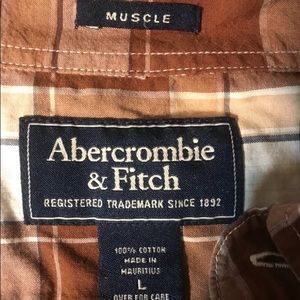 MUSCLE
Abercrombie
& Fitch
REGISTERED TRADEMARK SINCE 1892
100% COTTON
MADE IN
MAURITIUS
L
OVER FOR CARE